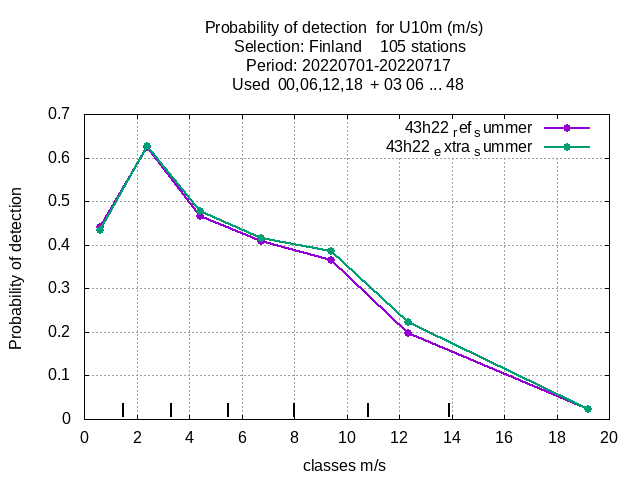 Probability of detection  for U10m (m/s)
Selection: Finland    105 stations
Period: 20220701-20220717
Used  00,06,12,18  + 03 06 ... 48
43h22 ref summer
43h22 extra summer
Probability of detection
0.7
0.6
0.5
0.4
0.3
0.2
0.1
0
0 2 4 6 8 10 12 14 16 18 20
classes m/s